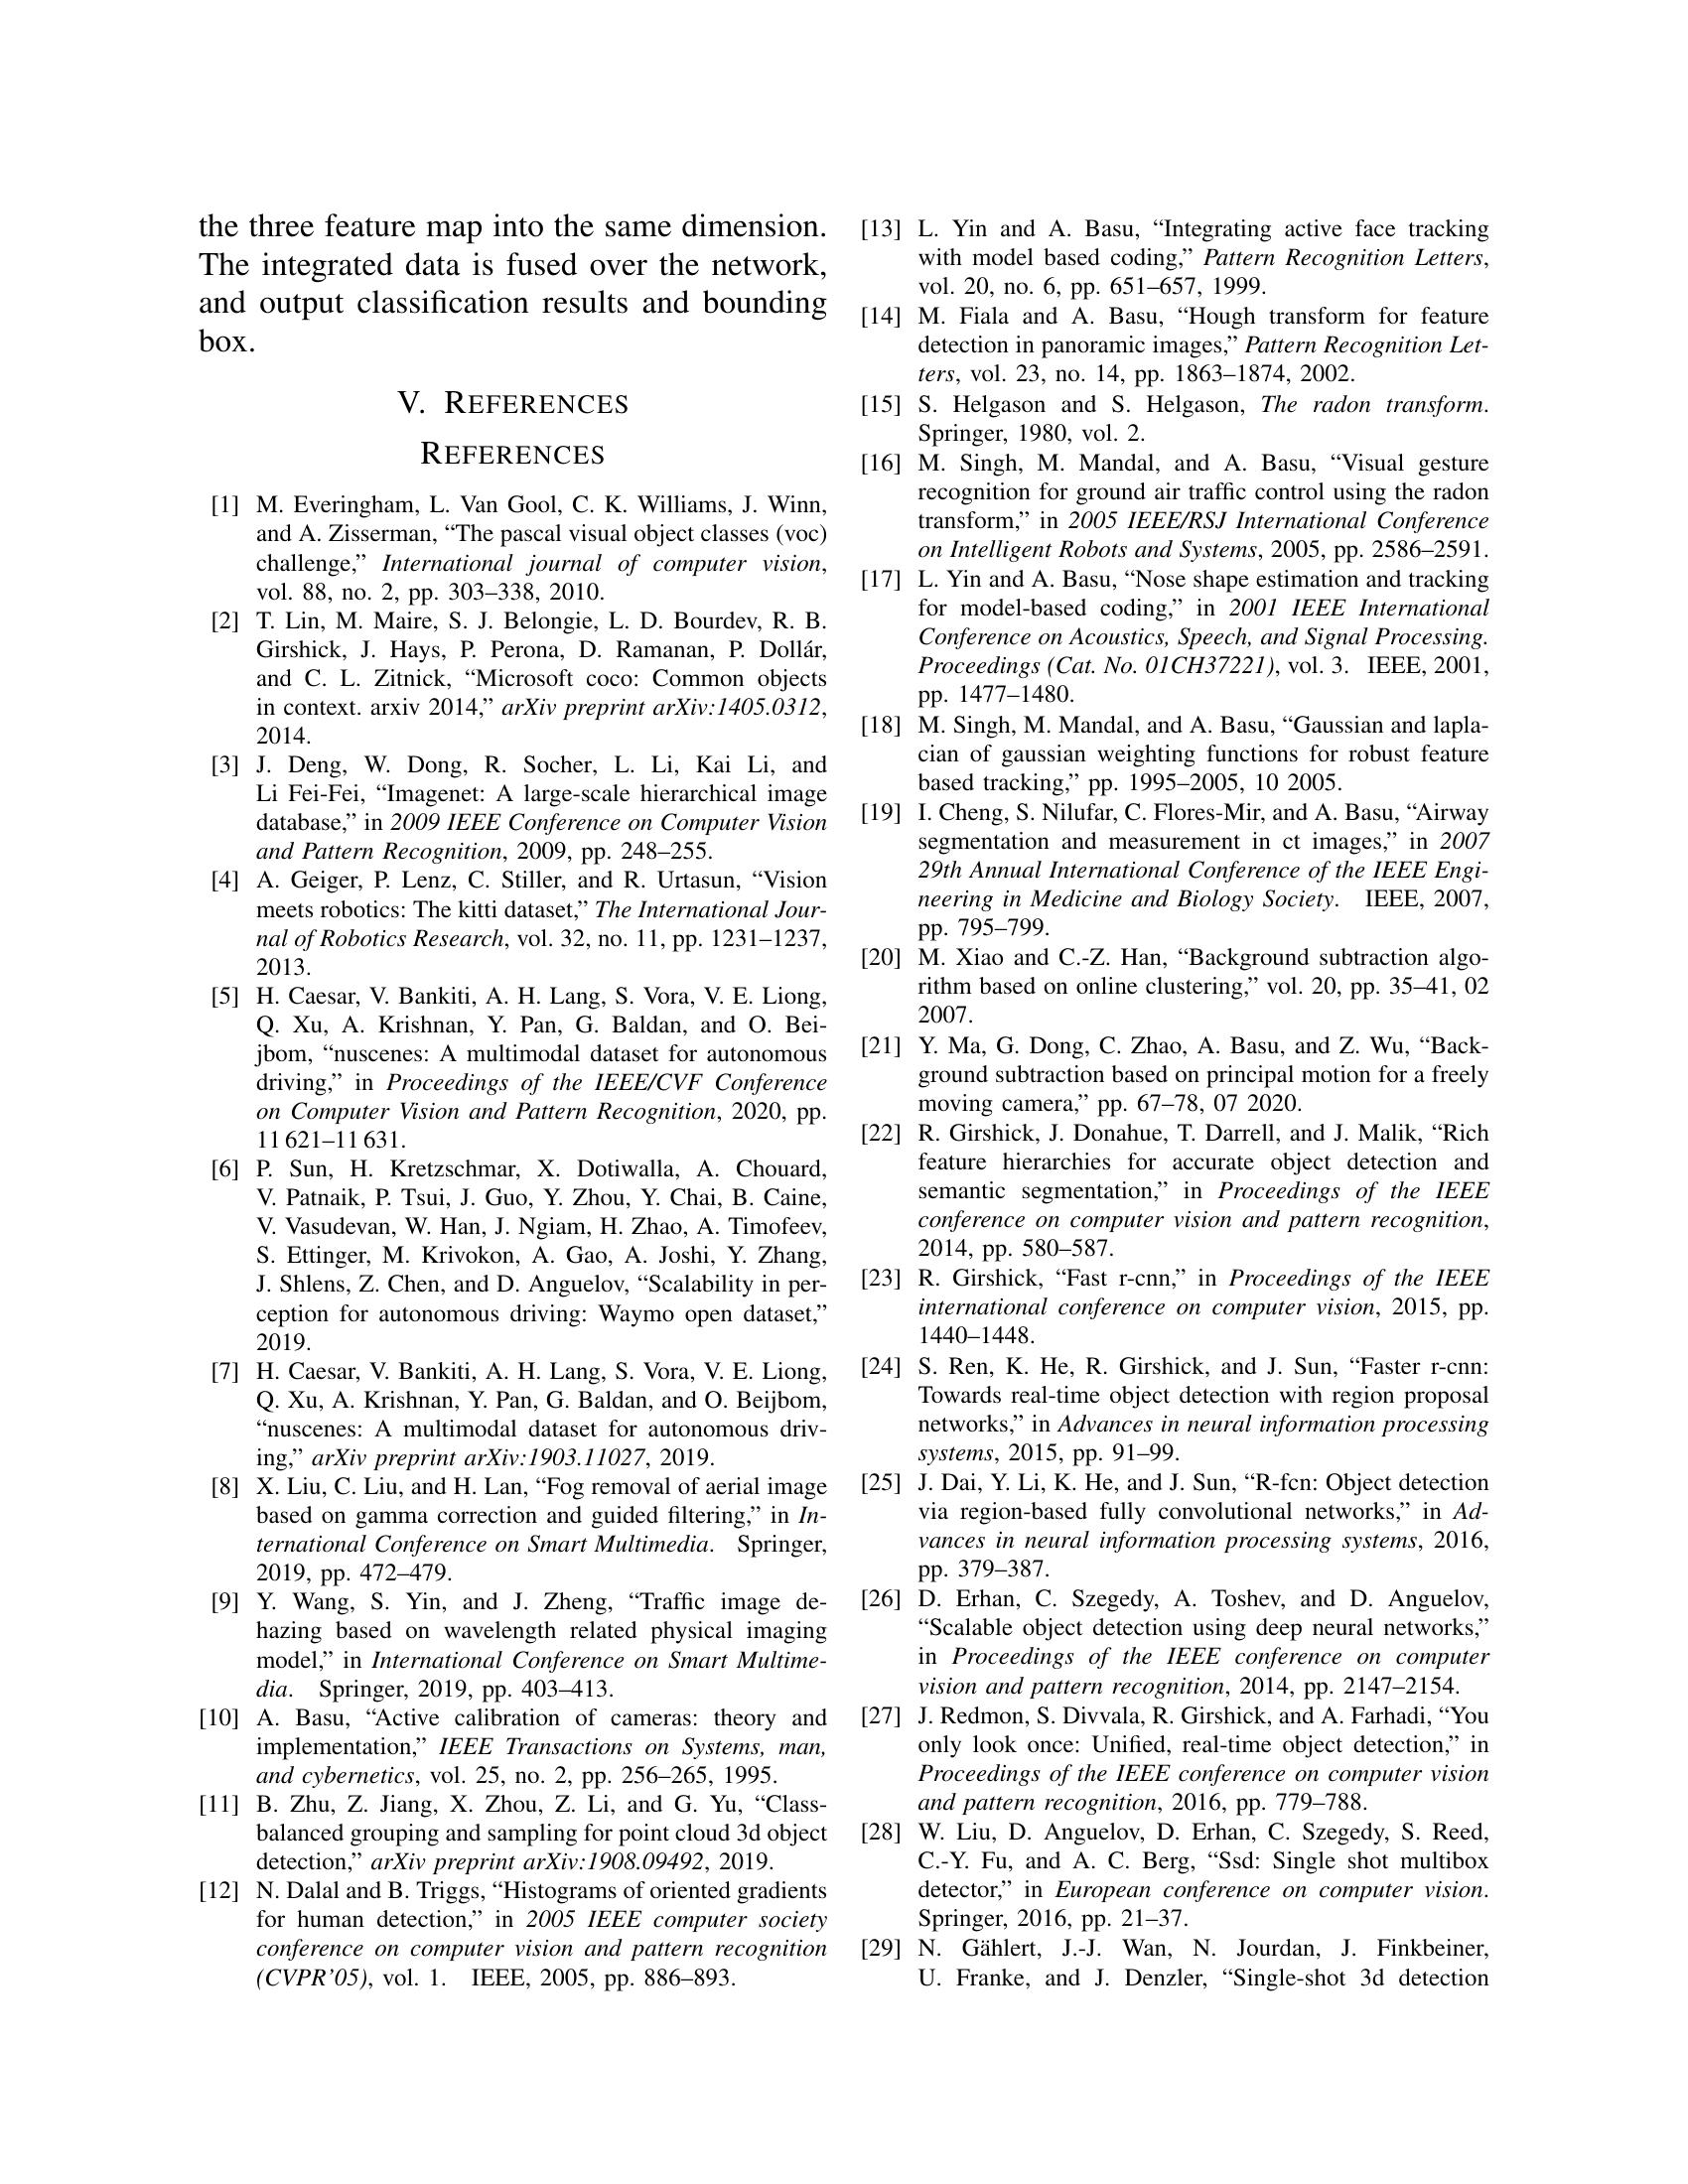 the three feature map into the same dimension.
The integrated data is fused over the network,
and output classification results and bounding
box.
V. REFERENCES
REFERENCES
[1] M. Everingham, L. Van Gool, C. K. Williams, J. Winn,
and A. Zisserman, “The pascal visual object classes (voc)
challenge,” International journal of computer vision,
vol. 88, no. 2, pp. 303–338, 2010.
[2] T. Lin, M. Maire, S. J. Belongie, L. D. Bourdev, R. B.
Girshick, J. Hays, P. Perona, D. Ramanan, P. Dollár,
and C. L. Zitnick, “Microsoft coco: Common objects
in context. arxiv 2014,” arXiv preprint arXiv:1405.0312,
2014.
[3] J. Deng, W. Dong, R. Socher, L. Li, Kai Li, and
Li Fei-Fei, “Imagenet: A large-scale hierarchical image
database,” in 2009 IEEE Conference on Computer Vision
and Pattern Recognition, 2009, pp. 248–255.
[4] A. Geiger, P. Lenz, C. Stiller, and R. Urtasun, “Vision
meets robotics: The kitti dataset,” The International Jour-
nal of Robotics Research, vol. 32, no. 11, pp. 1231–1237,
2013.
[5] H. Caesar, V. Bankiti, A. H. Lang, S. Vora, V. E. Liong,
Q. Xu, A. Krishnan, Y. Pan, G. Baldan, and O. Bei-
jbom, “nuscenes: A multimodal dataset for autonomous
driving,” in Proceedings of the IEEE/CVF Conference
on Computer Vision and Pattern Recognition, 2020, pp.
11 621–11 631.
[6] P. Sun, H. Kretzschmar, X. Dotiwalla, A. Chouard,
V. Patnaik, P. Tsui, J. Guo, Y. Zhou, Y. Chai, B. Caine,
V. Vasudevan, W. Han, J. Ngiam, H. Zhao, A. Timofeev,
S. Ettinger, M. Krivokon, A. Gao, A. Joshi, Y. Zhang,
J. Shlens, Z. Chen, and D. Anguelov, “Scalability in per-
ception for autonomous driving: Waymo open dataset,”
2019.
[7] H. Caesar, V. Bankiti, A. H. Lang, S. Vora, V. E. Liong,
Q. Xu, A. Krishnan, Y. Pan, G. Baldan, and O. Beijbom,
“nuscenes: A multimodal dataset for autonomous driv-
ing,” arXiv preprint arXiv:1903.11027, 2019.
[8] X. Liu, C. Liu, and H. Lan, “Fog removal of aerial image
based on gamma correction and guided filtering,” in In-
ternational Conference on Smart Multimedia. Springer,
2019, pp. 472–479.
[9] Y. Wang, S. Yin, and J. Zheng, “Traffic image de-
hazing based on wavelength related physical imaging
model,” in International Conference on Smart Multime-
dia. Springer, 2019, pp. 403–413.
[10] A. Basu, “Active calibration of cameras: theory and
implementation,” IEEE Transactions on Systems, man,
and cybernetics, vol. 25, no. 2, pp. 256–265, 1995.
[11] B. Zhu, Z. Jiang, X. Zhou, Z. Li, and G. Yu, “Class-
balanced grouping and sampling for point cloud 3d object
detection,” arXiv preprint arXiv:1908.09492, 2019.
[12] N. Dalal and B. Triggs, “Histograms of oriented gradients
for human detection,” in 2005 IEEE computer society
conference on computer vision and pattern recognition
(CVPR’05), vol. 1. IEEE, 2005, pp. 886–893.
[13] L. Yin and A. Basu, “Integrating active face tracking
with model based coding,” Pattern Recognition Letters,
vol. 20, no. 6, pp. 651–657, 1999.
[14] M. Fiala and A. Basu, “Hough transform for feature
detection in panoramic images,” Pattern Recognition Let-
ters, vol. 23, no. 14, pp. 1863–1874, 2002.
[15] S. Helgason and S. Helgason, The radon transform.
Springer, 1980, vol. 2.
[16] M. Singh, M. Mandal, and A. Basu, “Visual gesture
recognition for ground air traffic control using the radon
transform,” in 2005 IEEE/RSJ International Conference
on Intelligent Robots and Systems, 2005, pp. 2586–2591.
[17] L. Yin and A. Basu, “Nose shape estimation and tracking
for model-based coding,” in 2001 IEEE International
Conference on Acoustics, Speech, and Signal Processing.
Proceedings (Cat. No. 01CH37221), vol. 3. IEEE, 2001,
pp. 1477–1480.
[18] M. Singh, M. Mandal, and A. Basu, “Gaussian and lapla-
cian of gaussian weighting functions for robust feature
based tracking,” pp. 1995–2005, 10 2005.
[19] I. Cheng, S. Nilufar, C. Flores-Mir, and A. Basu, “Airway
segmentation and measurement in ct images,” in 2007
29th Annual International Conference of the IEEE Engi-
neering in Medicine and Biology Society. IEEE, 2007,
pp. 795–799.
[20] M. Xiao and C.-Z. Han, “Background subtraction algo-
rithm based on online clustering,” vol. 20, pp. 35–41, 02
2007.
[21] Y. Ma, G. Dong, C. Zhao, A. Basu, and Z. Wu, “Back-
ground subtraction based on principal motion for a freely
moving camera,” pp. 67–78, 07 2020.
[22] R. Girshick, J. Donahue, T. Darrell, and J. Malik, “Rich
feature hierarchies for accurate object detection and
semantic segmentation,” in Proceedings of the IEEE
conference on computer vision and pattern recognition,
2014, pp. 580–587.
[23] R. Girshick, “Fast r-cnn,” in Proceedings of the IEEE
international conference on computer vision, 2015, pp.
1440–1448.
[24] S. Ren, K. He, R. Girshick, and J. Sun, “Faster r-cnn:
Towards real-time object detection with region proposal
networks,” in Advances in neural information processing
systems, 2015, pp. 91–99.
[25] J. Dai, Y. Li, K. He, and J. Sun, “R-fcn: Object detection
via region-based fully convolutional networks,” in Ad-
vances in neural information processing systems, 2016,
pp. 379–387.
[26] D. Erhan, C. Szegedy, A. Toshev, and D. Anguelov,
“Scalable object detection using deep neural networks,”
in Proceedings of the IEEE conference on computer
vision and pattern recognition, 2014, pp. 2147–2154.
[27] J. Redmon, S. Divvala, R. Girshick, and A. Farhadi, “You
only look once: Unified, real-time object detection,” in
Proceedings of the IEEE conference on computer vision
and pattern recognition, 2016, pp. 779–788.
[28] W. Liu, D. Anguelov, D. Erhan, C. Szegedy, S. Reed,
C.-Y. Fu, and A. C. Berg, “Ssd: Single shot multibox
detector,” in European conference on computer vision.
Springer, 2016, pp. 21–37.
[29] N. Gählert, J.-J. Wan, N. Jourdan, J. Finkbeiner,
U. Franke, and J. Denzler, “Single-shot 3d detection